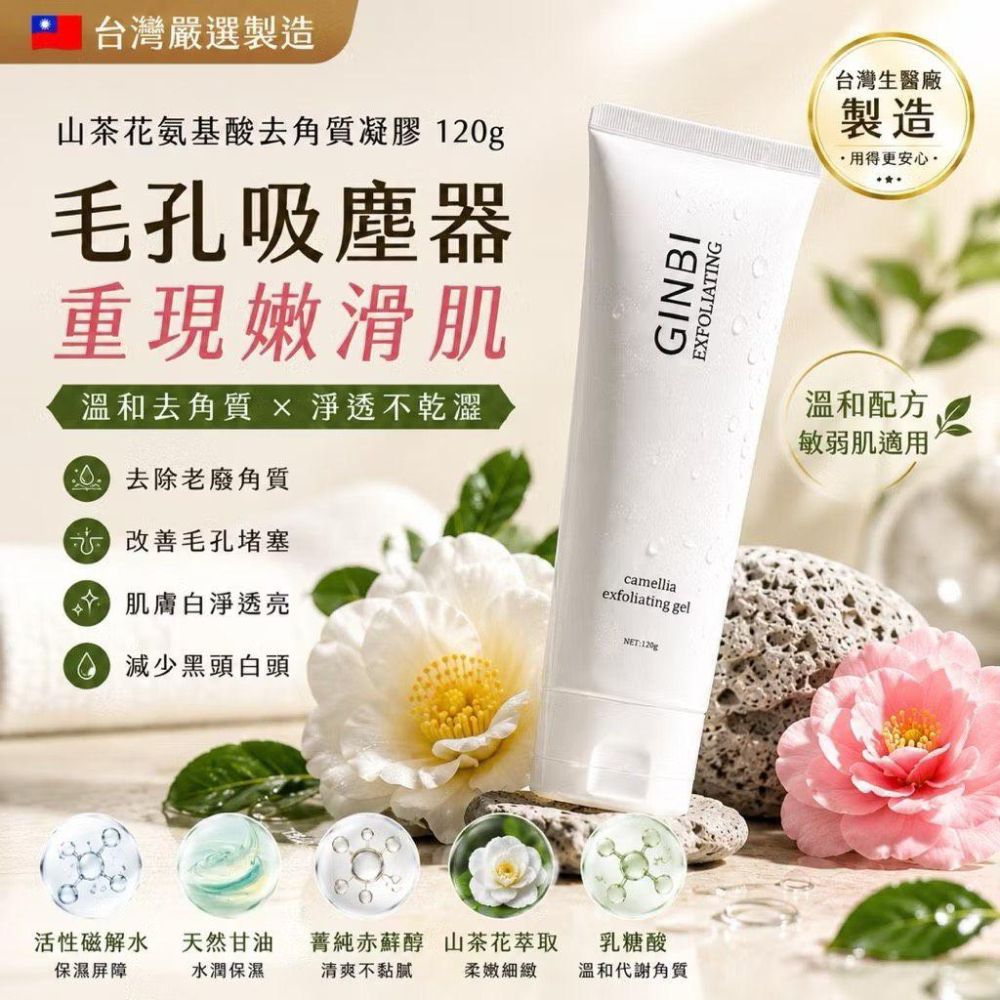 台灣嚴選製造
台灣生醫廠
製造
·用得更安心·
山茶花氨基酸去角質凝膠 120g
毛孔吸塵器
重現嫩滑肌
溫和去角質 × 淨透不乾澀
去除老廢角質
改善毛孔堵塞
肌膚白淨透亮
減少黑頭白頭
GINBI
EXFOLIATING
camellia
exfoliating gel
NET:120g
溫和配方
敏弱肌適用
活性磁解水
保濕屏障
天然甘油
水潤保濕
菁純赤蘚醇
清爽不黏膩
山茶花萃取
柔嫩細緻
乳糖酸
溫和代謝角質